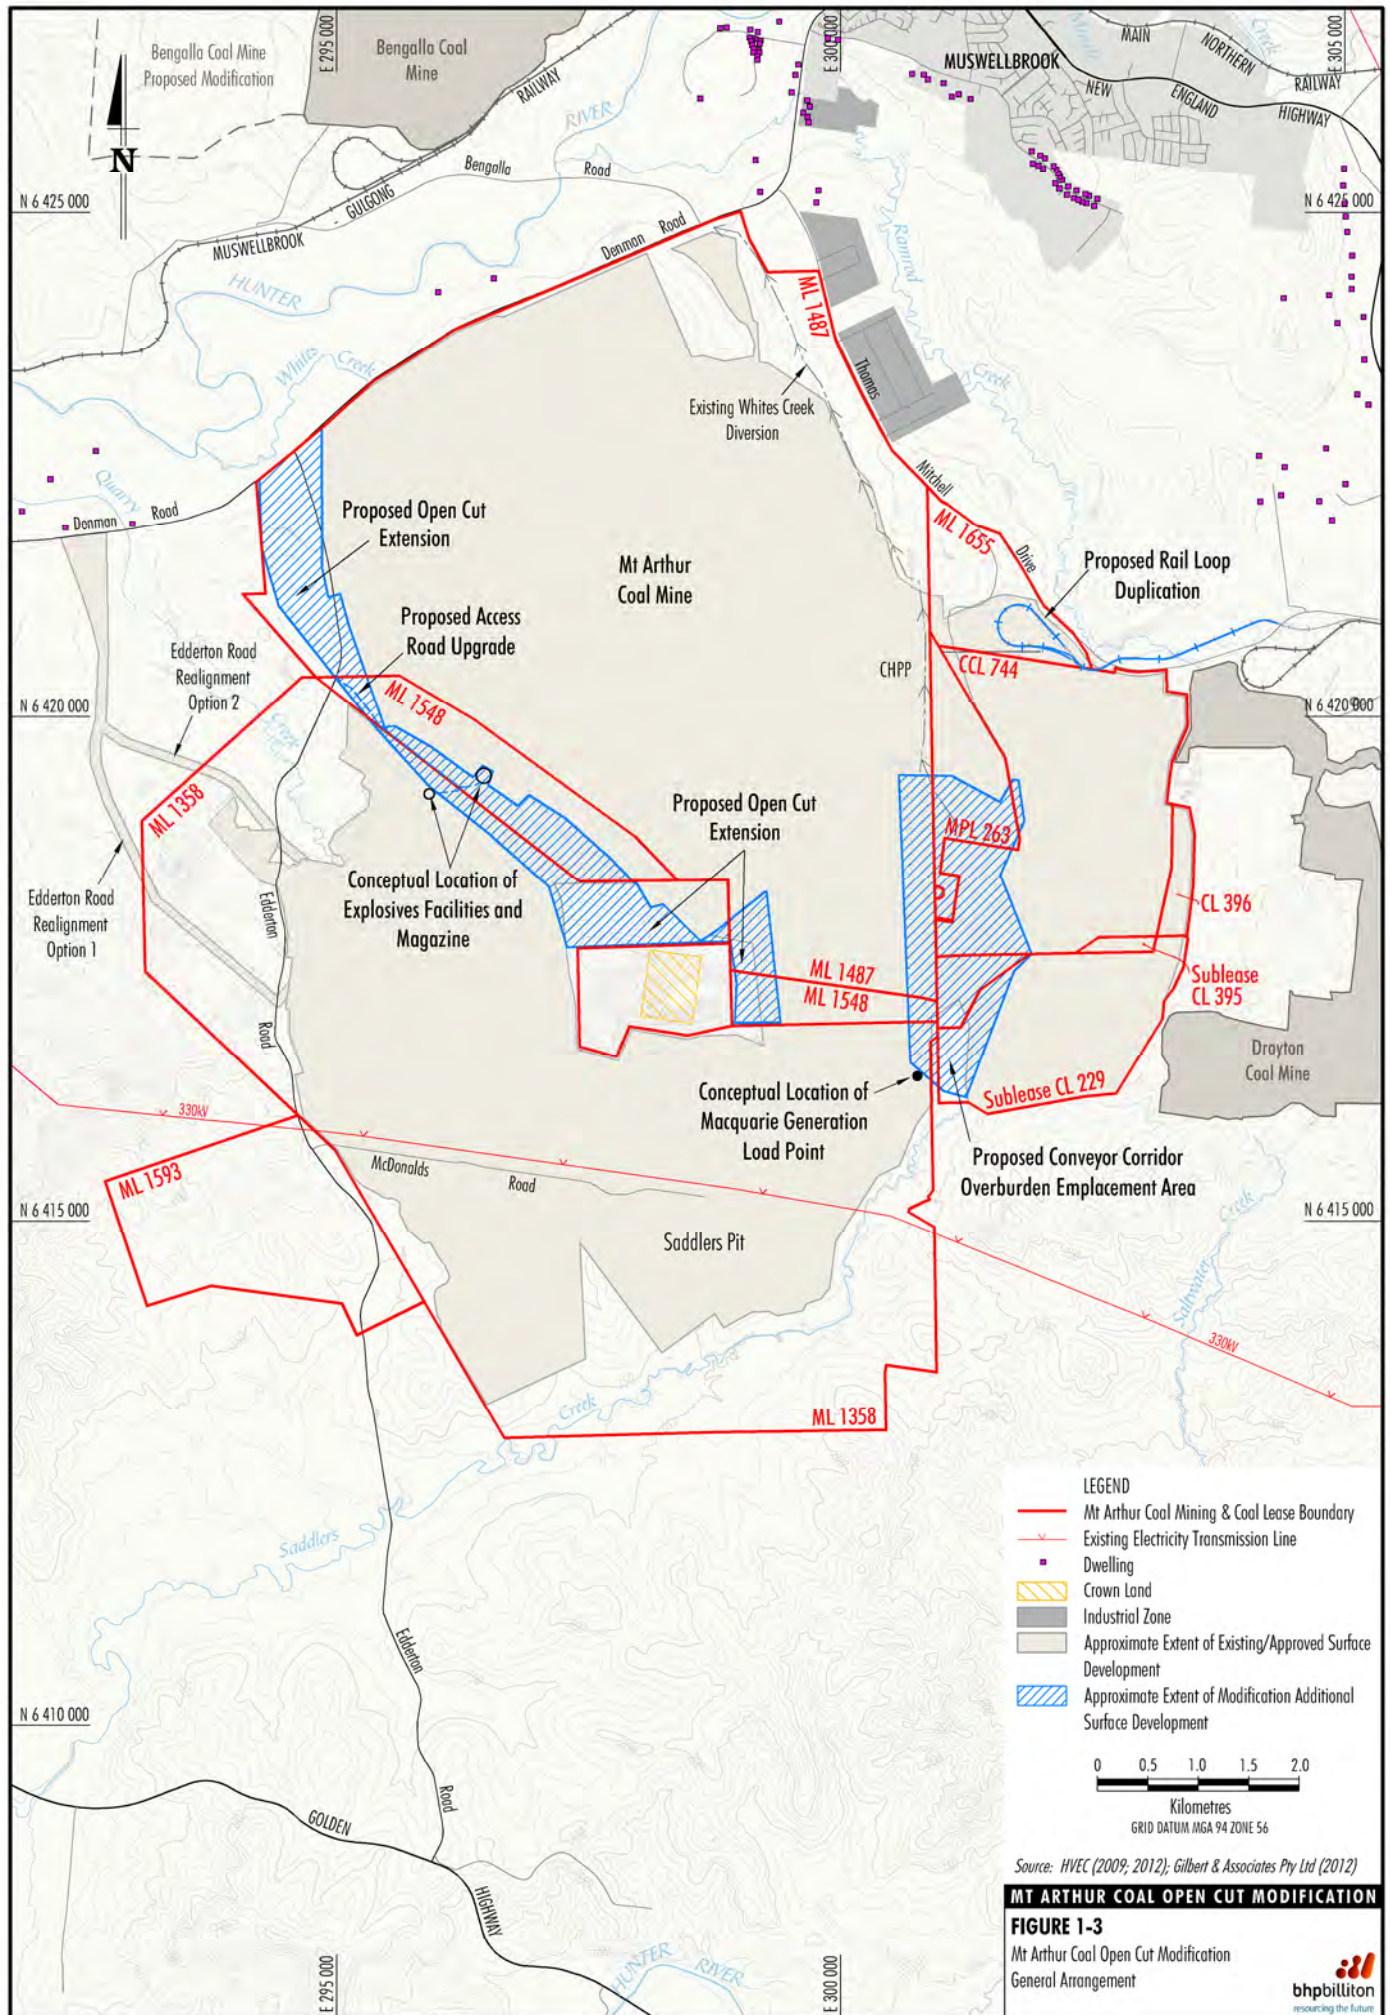 Bengalla Coal Mine
Proposed Modification
Bengalla Coal
Mine
E 295 000
E 300 000
E 305 000
MUSWELLBROOK
MAIN
NORTHERN
RAILWAY
NEW
ENGLAND
HIGHWAY
Creek
RAILWAY
RIVER
Bengalla
Road
N
GULGONG
MUSWELLBROOK
N 6 425 000
N 6 425 000
HUNTER
Denman
Road
Ramrod
Creek
ML 1487
Whites
Creek
Thomas
Existing Whites Creek
Diversion
Mitchell
Quarry
Denman
Road
Proposed Open Cut
Extension
ML 1655
Drive
Mt Arthur
Coal Mine
Proposed Rail Loop
Duplication
Proposed Access
Road Upgrade
Edderton Road
Realignment
Option 2
ML 1548
CHPP
CCL 744
N 6 420 000
N 6 420 000
Creek
ML 1358
Proposed Open Cut
Extension
MPL 263
Conceptual Location of
Explosives Facilities and
Magazine
Edderton Road
Realignment
Option 1
Edderton
Road
CL 396
ML 1487
ML 1548
Sublease
CL 395
Drayton
Coal Mine
Conceptual Location of
Macquarie Generation
Load Point
Sublease CL 229
330kV
McDonalds
Road
Proposed Conveyor Corridor
Overburden Emplacement Area
ML 1593
N 6 415 000
N 6 415 000
Saddlers Pit
Saltwater
Creek
330kV
Creek
ML 1358
Saddlers
Edderton
Road
N 6 410 000
GOLDEN
HIGHWAY
HUNTER
RIVER
E 295 000
E 300 000
LEGEND
Mt Arthur Coal Mining & Coal Lease Boundary
Existing Electricity Transmission Line
Dwelling
Crown Land
Industrial Zone
Approximate Extent of Existing/Approved Surface
Development
Approximate Extent of Modification Additional
Surface Development
0 0.5 1.0 1.5 2.0
Kilometres
GRID DATUM MGA 94 ZONE 56
Source: HVEC (2009; 2012); Gilbert & Associates Pty Ltd (2012)
MT ARTHUR COAL OPEN CUT MODIFICATION
FIGURE 1-3
Mt Arthur Coal Open Cut Modification
General Arrangement
bhpbilliton
resourcing the future